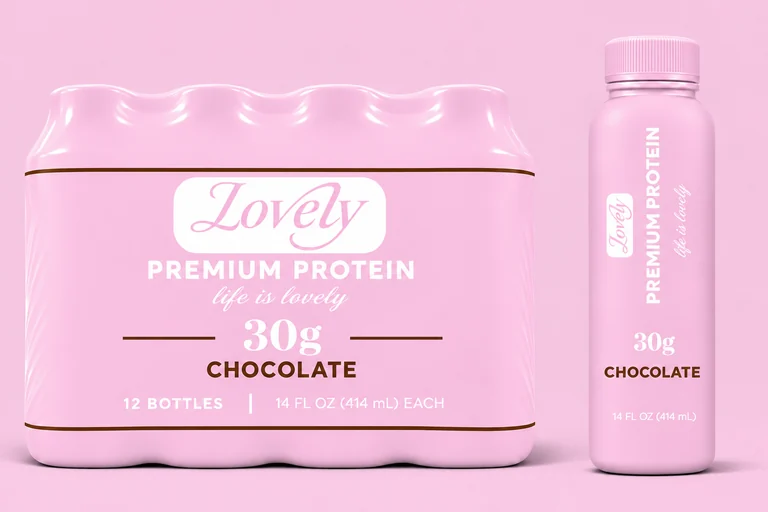 Lovely
PREMIUM PROTEIN
life is lovely
30g
CHOCOLATE
12 BOTTLES | 14 FL OZ (414 mL) EACH
Lovely
PREMIUM PROTEIN
life is lovely
30g
CHOCOLATE
14 FL OZ (414 mL)